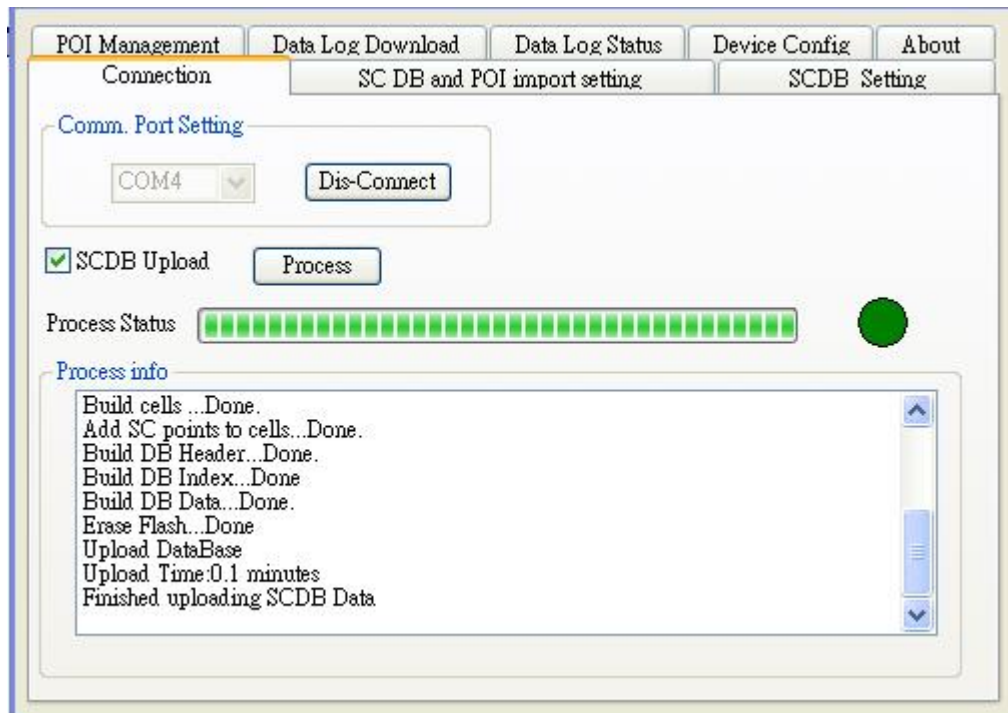 POI Management Data Log Download Data Log Status Device Config About
Connection SC DB and POI import setting SCDB Setting
Comm. Port Setting
COM4 Dis-Connect
SCDB Upload Process
Process Status
Process info
Build cells ...Done.
Add SC points to cells...Done.
Build DB Header...Done.
Build DB Index...Done
Build DB Data...Done.
Erase Flash...Done
Upload DataBase
Upload Time:0.1 minutes
Finished uploading SCDB Data